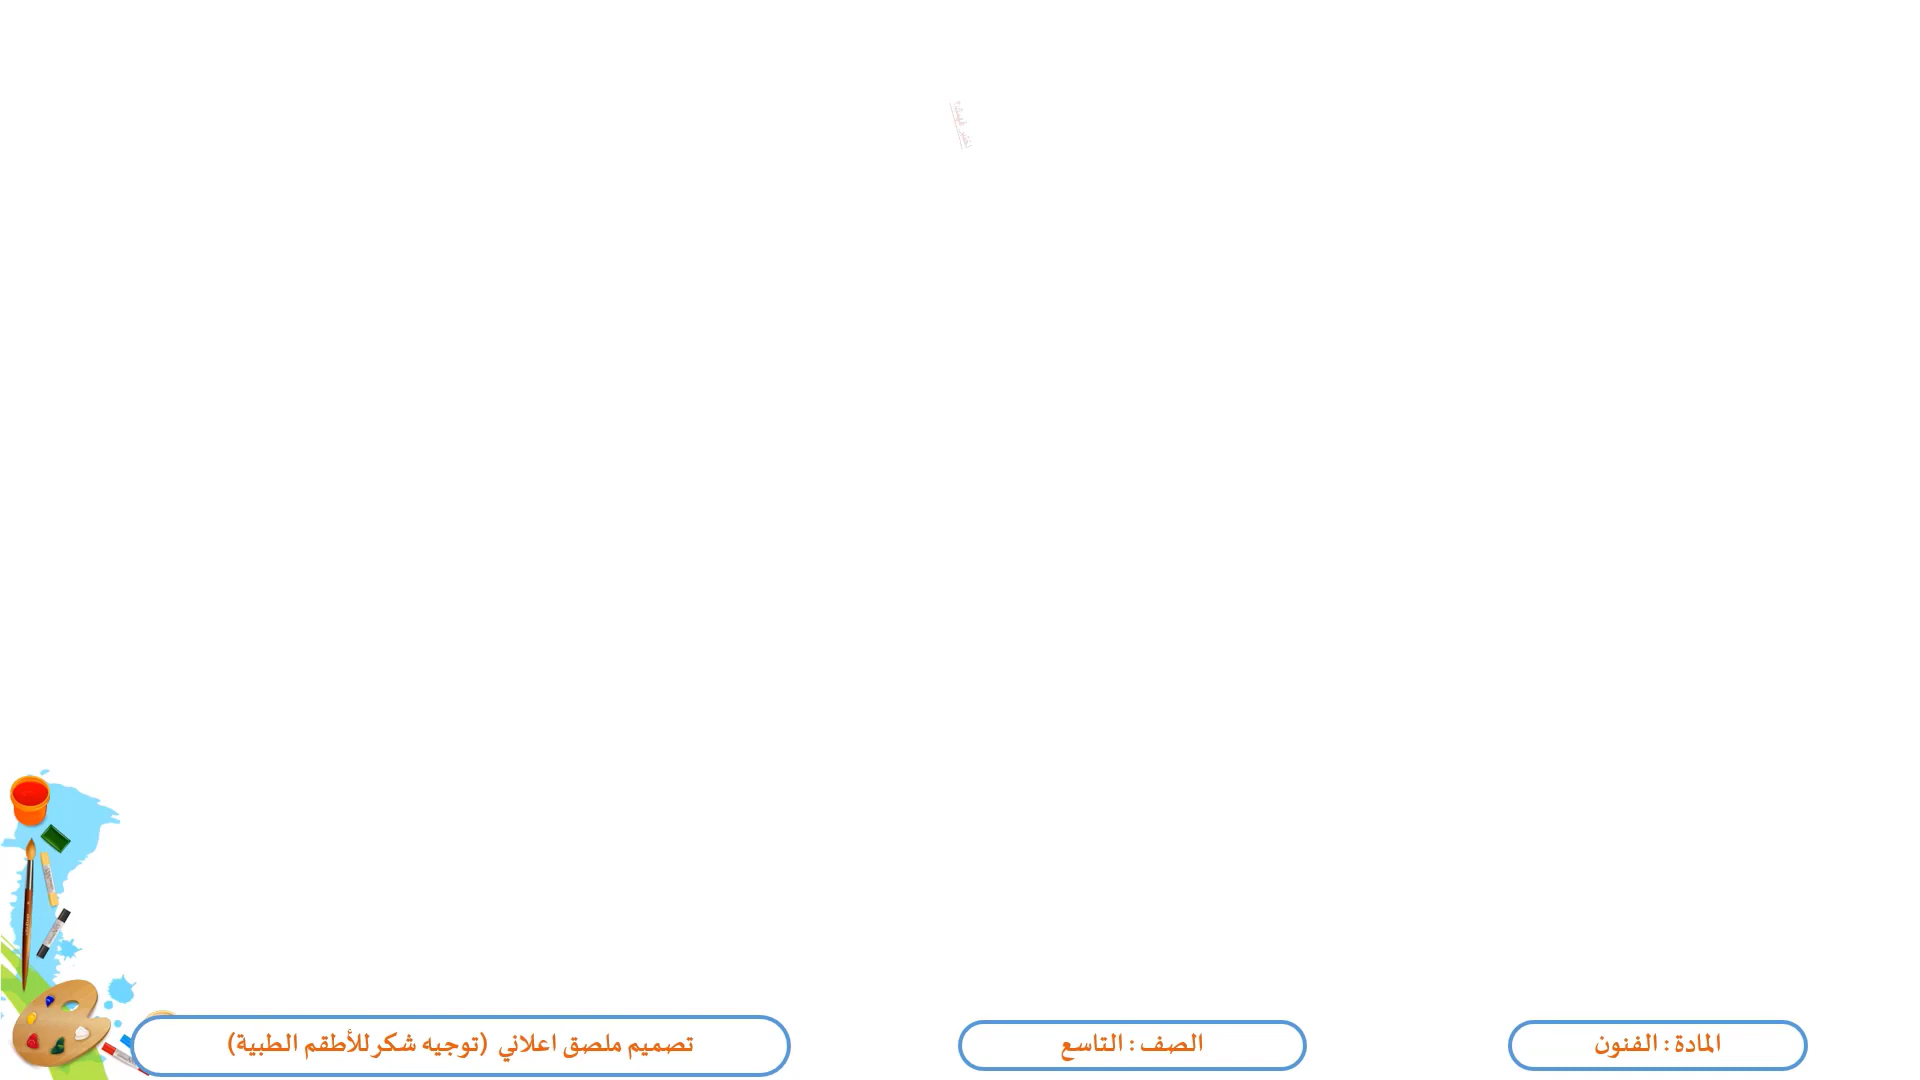 المادة : الفنون
الصف : التاسع
تصميم ملصق اعلاني (توجيه شكر للأطقم الطبية)